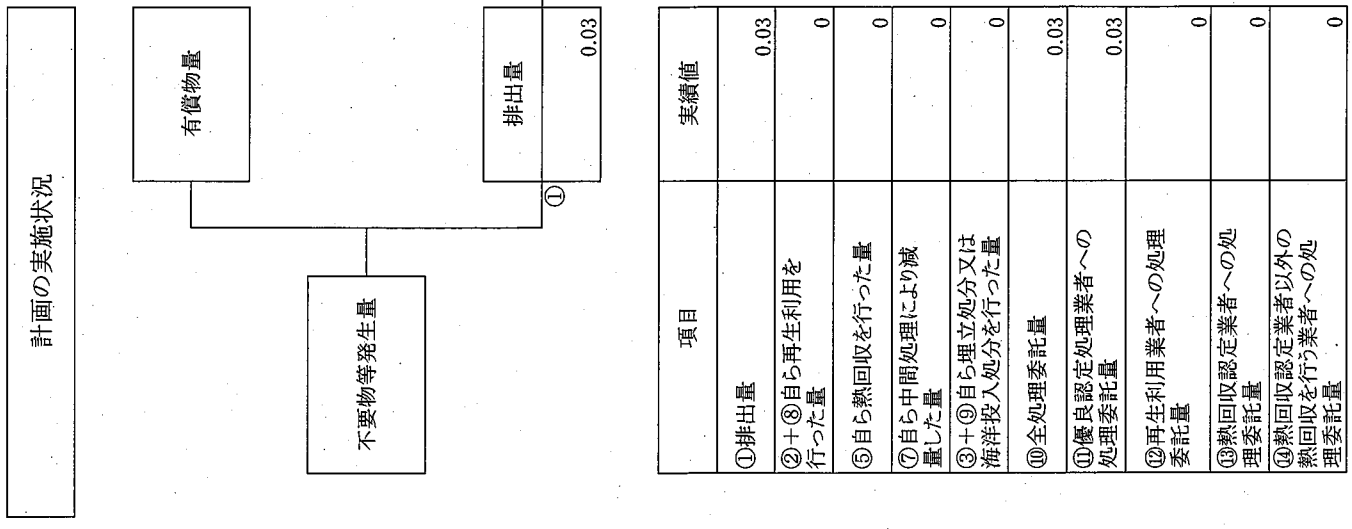 計画の実施状況
有償物量
不要物等発生量
排出量
①
0.03
項目
実績値
①排出量
0.03
②+⑧自ら再生利用を
行った量
0
⑤自ら熱回収を行った量
0
⑦自ら中間処理により減
量した量
0
③+⑨自ら埋立処分又は
海洋投入処分を行った量
0
⑩全処理委託量
0.03
⑪優良認定処理業者への
処理委託量
0.03
⑫再生利用業者への処理
委託量
0
⑬熱回収認定業者への処
理委託量
0
⑭熱回収認定業者以外の
熱回収を行う業者への処
理委託量
0